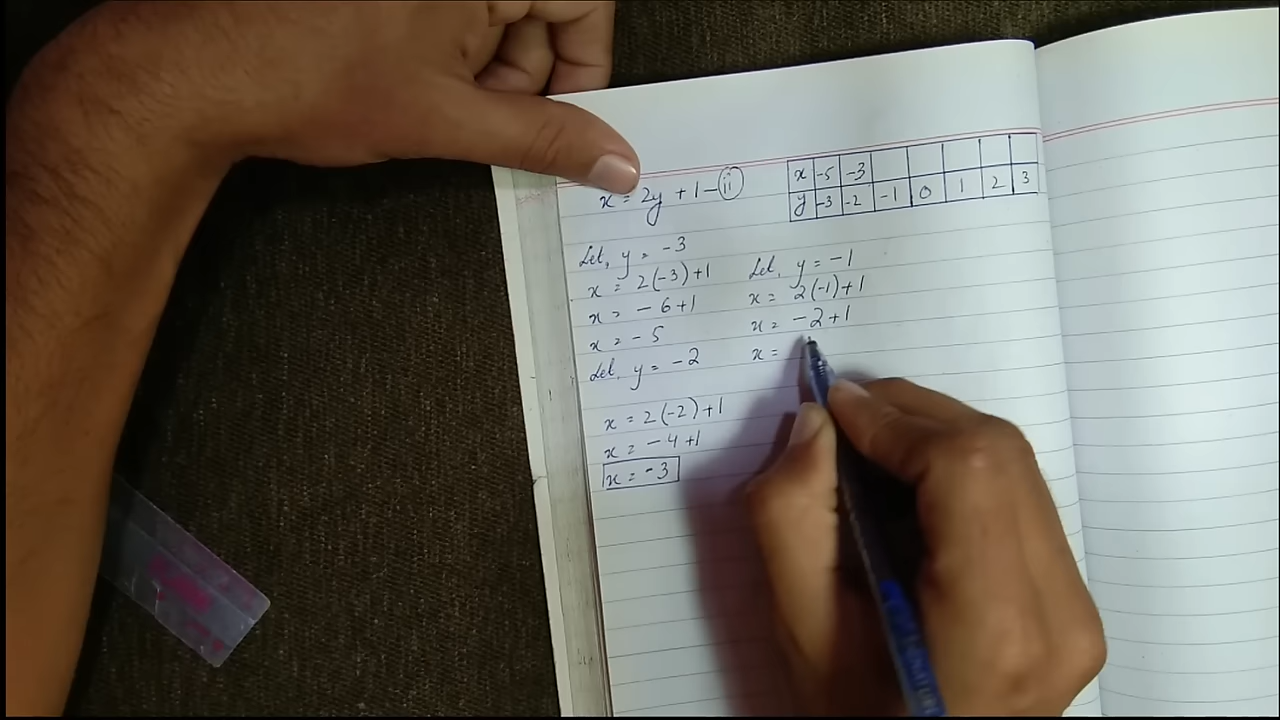 x = 2y + 1 - (ii)
x | -5 | -3
y | -3 | -2 | -1 | 0 | 1 | 2 | 3
Let, y = -3
x = 2(-3)+1
x = -6+1
x = -5
Let, y = -2
x = 2(-2)+1
x = -4+1
x = -3
Let, y = -1
x = 2(-1)+1
x = -2+1
x =